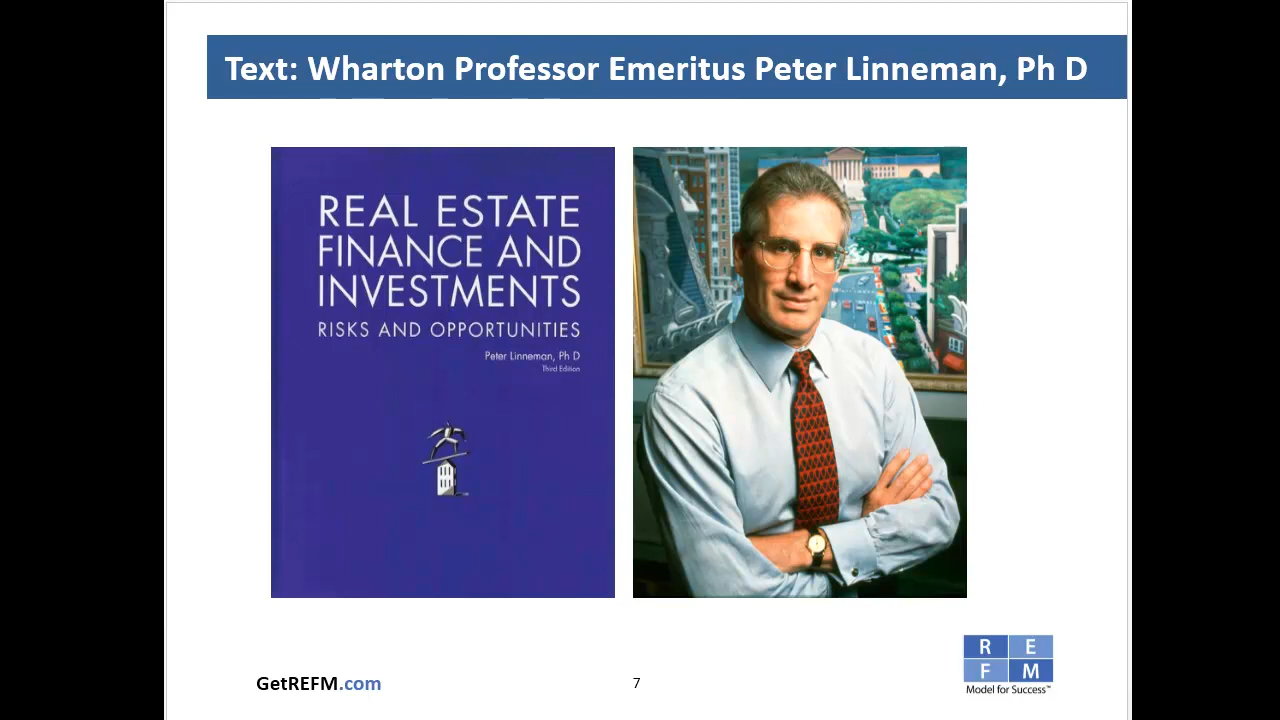 Text: Wharton Professor Emeritus Peter Linneman, Ph D
REAL ESTATE
FINANCE AND
INVESTMENTS
RISKS AND OPPORTUNITIES
Peter Linneman, Ph D
Third Edition
GetREFM.com
7
R E
F M
Model for Success™